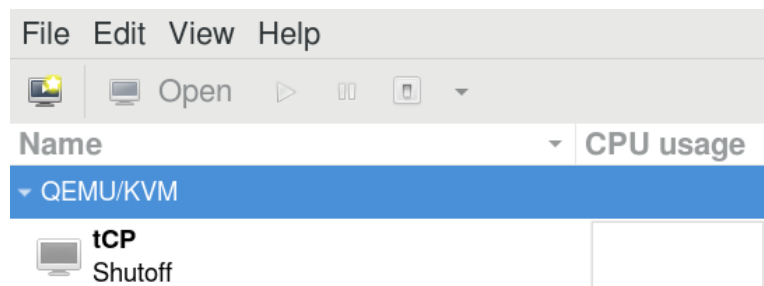 File Edit View Help
Open
Name CPU usage
QEMU/KVM
tCP
Shutoff